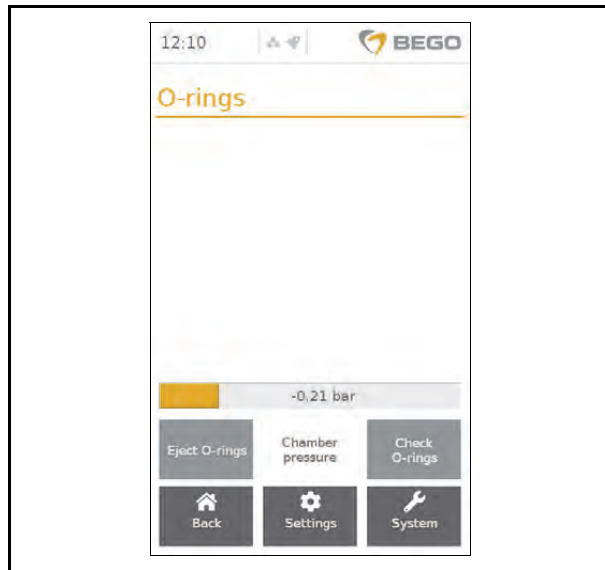 12:10
BEGO
O-rings
-0,21 bar
Eject O-rings
Chamber
pressure
Check
O-rings
Back
Settings
System